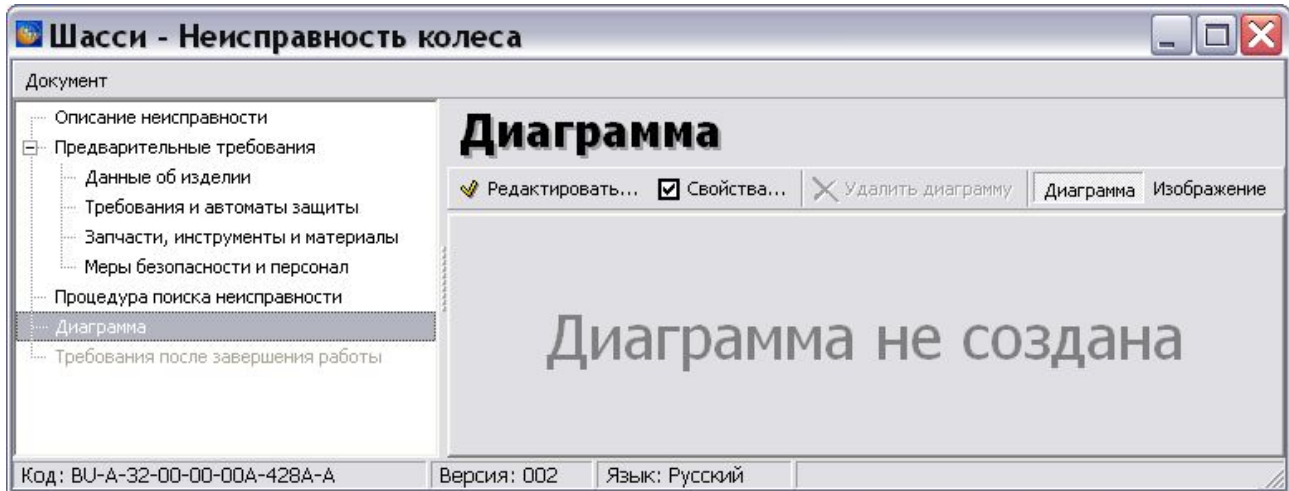 Шасси - Неисправность колеса
Документ
Описание неисправности
Предварительные требования
Данные об изделии
Требования и автоматы защиты
Запчасти, инструменты и материалы
Меры безопасности и персонал
Процедура поиска неисправности
Диаграмма
Требования после завершения работы
Диаграмма
Редактировать... Свойства... Удалить диаграмму Диаграмма Изображение
Диаграмма не создана
Код: BU-A-32-00-00-00A-428A-A Версия: 002 Язык: Русский